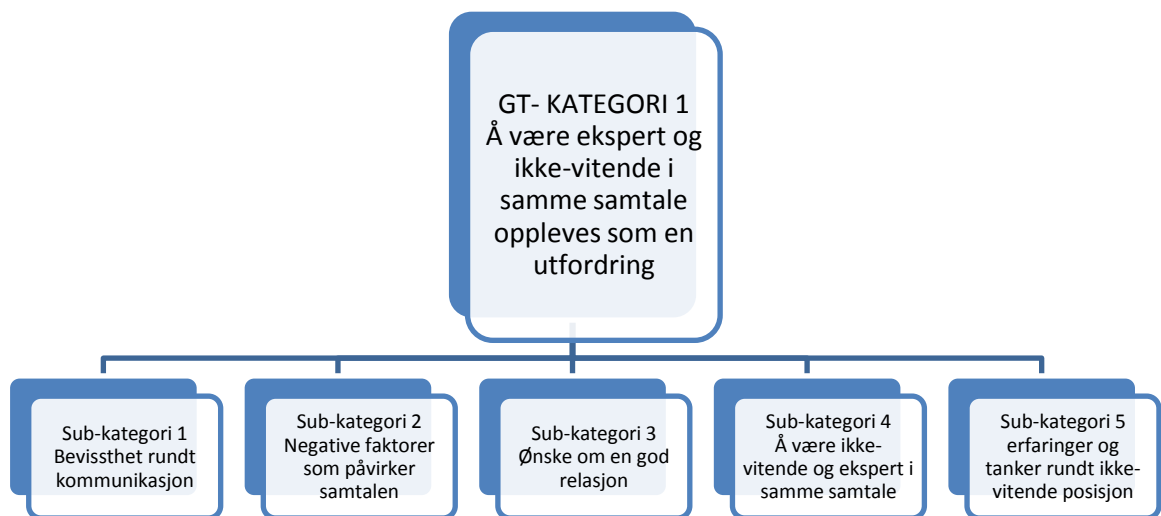 GT- KATEGORI 1
Å være ekspert og
ikke-vitende i
samme samtale
oppleves som en
utfordring
Sub-kategori 1
Bevissthet rundt
kommunikasjon
Sub-kategori 2
Negative faktorer
som påvirker
samtalen
Sub-kategori 3
Ønske om en god
relasjon
Sub-kategori 4
Å være ikke-
vitende og ekspert i
samme samtale
Sub-kategori 5
erfaringer og
tanker rundt ikke-
vitende posisjon